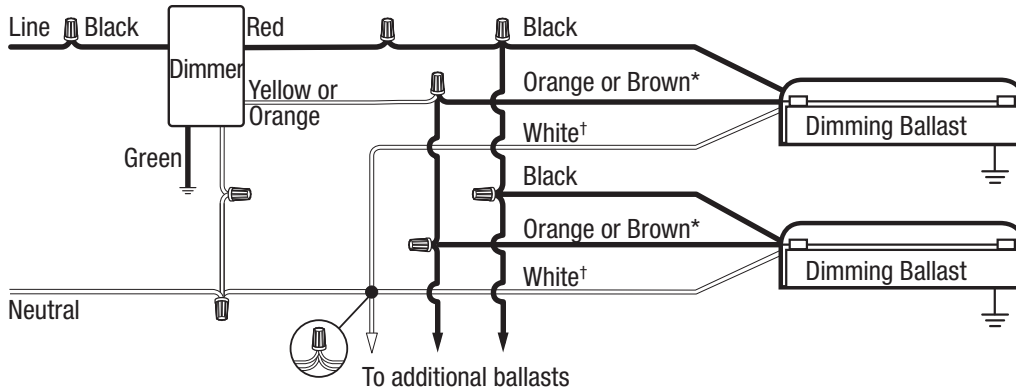 Line
Black
Dimmer
Red
Black
Yellow or
Orange
Orange or Brown*
White†
Dimming Ballast
Green
Black
Orange or Brown*
White†
Dimming Ballast
Neutral
To additional ballasts